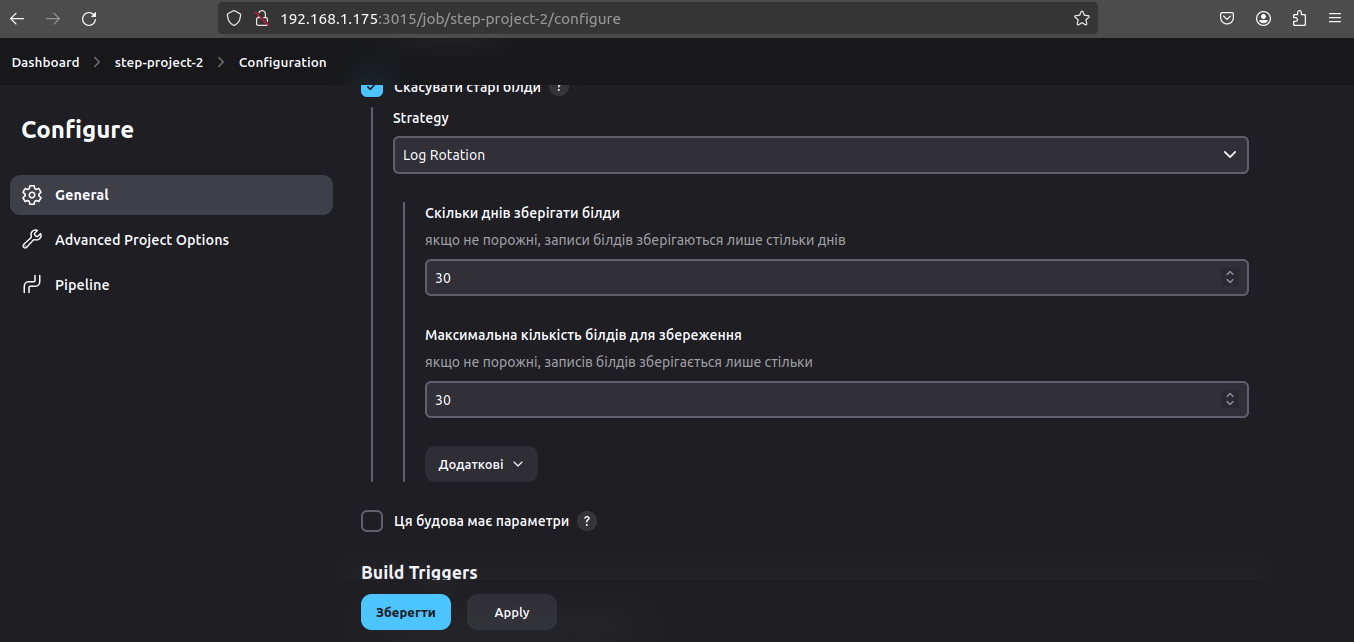 192.168.1.175:3015/job/step-project-2/configure
Dashboard > step-project-2 > Configuration
Скасувати старі білди ?
Configure
General
Advanced Project Options
Pipeline
Strategy
Log Rotation
Скільки днів зберігати білди
якщо не порожні, записи білдів зберігаються лише стільки днів
30
Максимальна кількість білдів для збереження
якщо не порожні, записів білдів зберігається лише стільки
30
Додаткові
Ця будова має параметри ?
Build Triggers
Зберегти
Apply